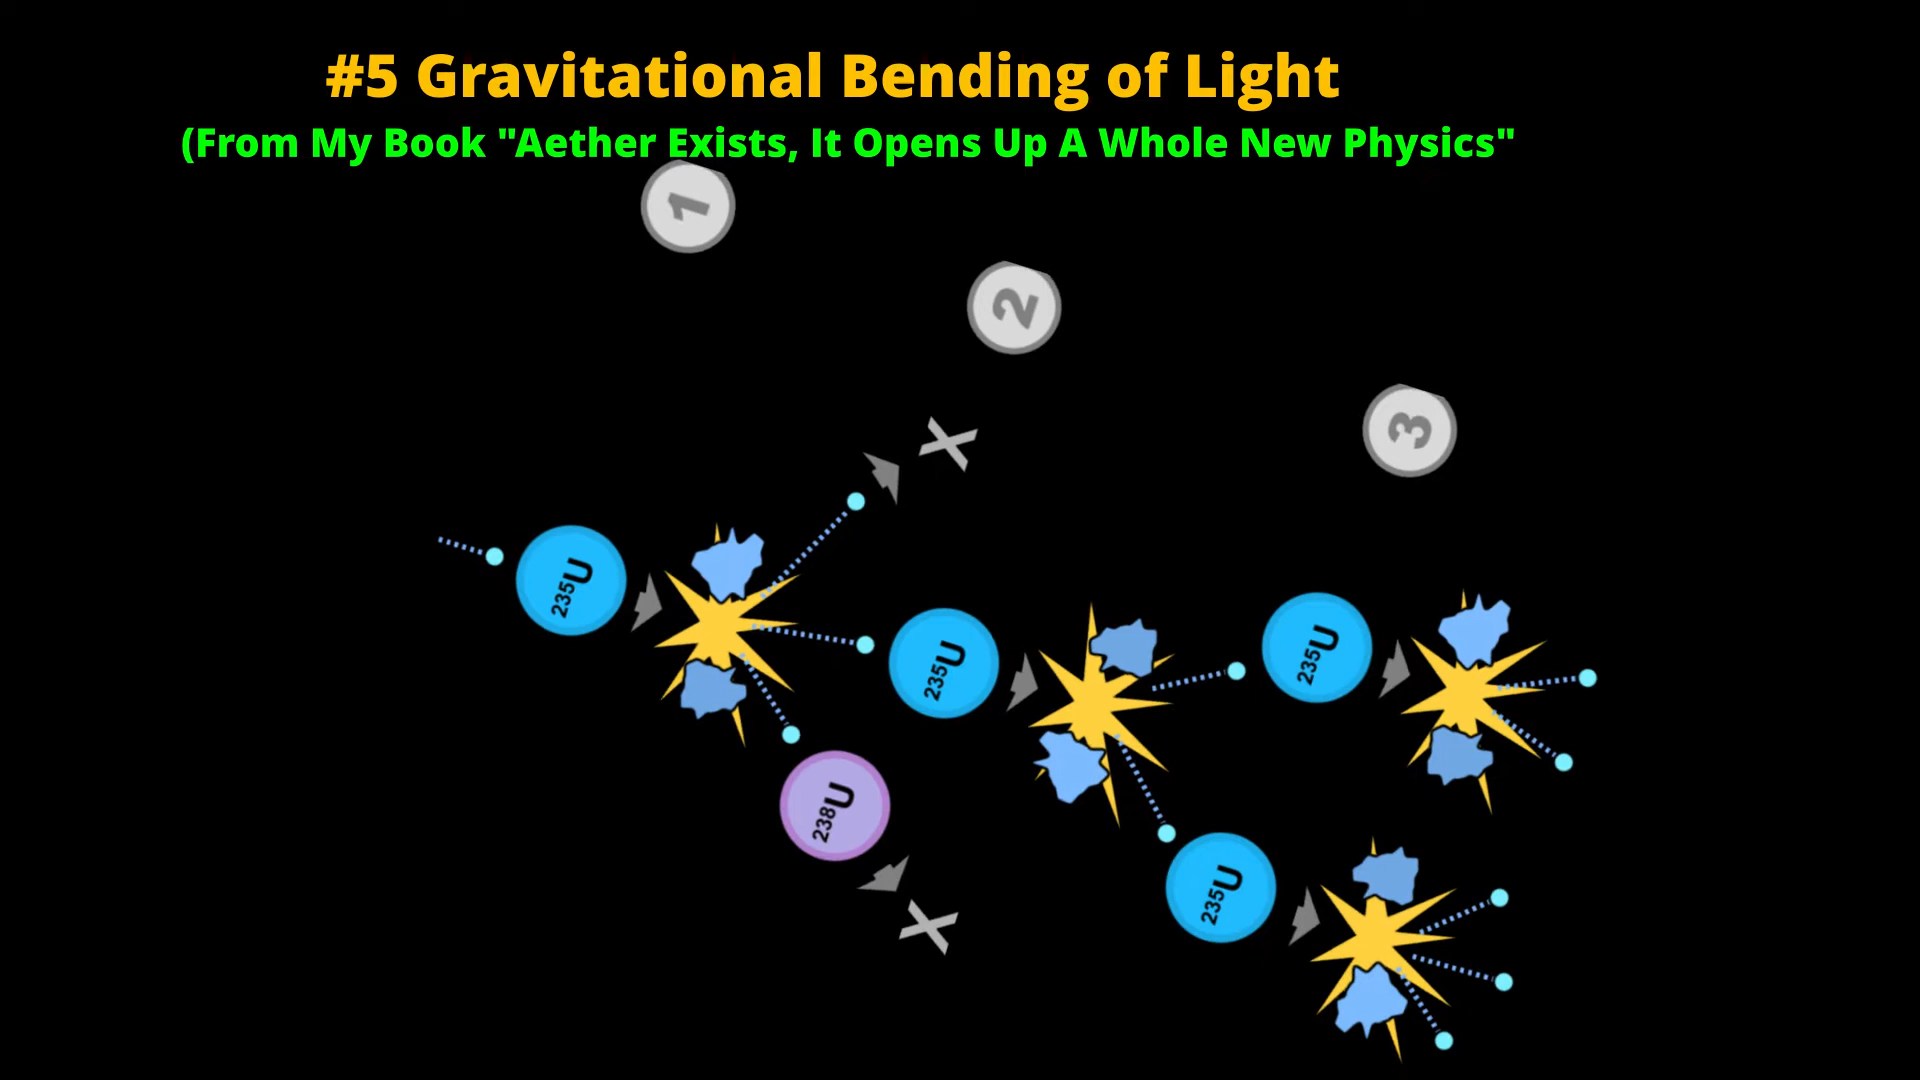 #5 Gravitational Bending of Light
(From My Book "Aether Exists, It Opens Up A Whole New Physics"
1
2
3
X
235U
235U
235U
238U
235U
X